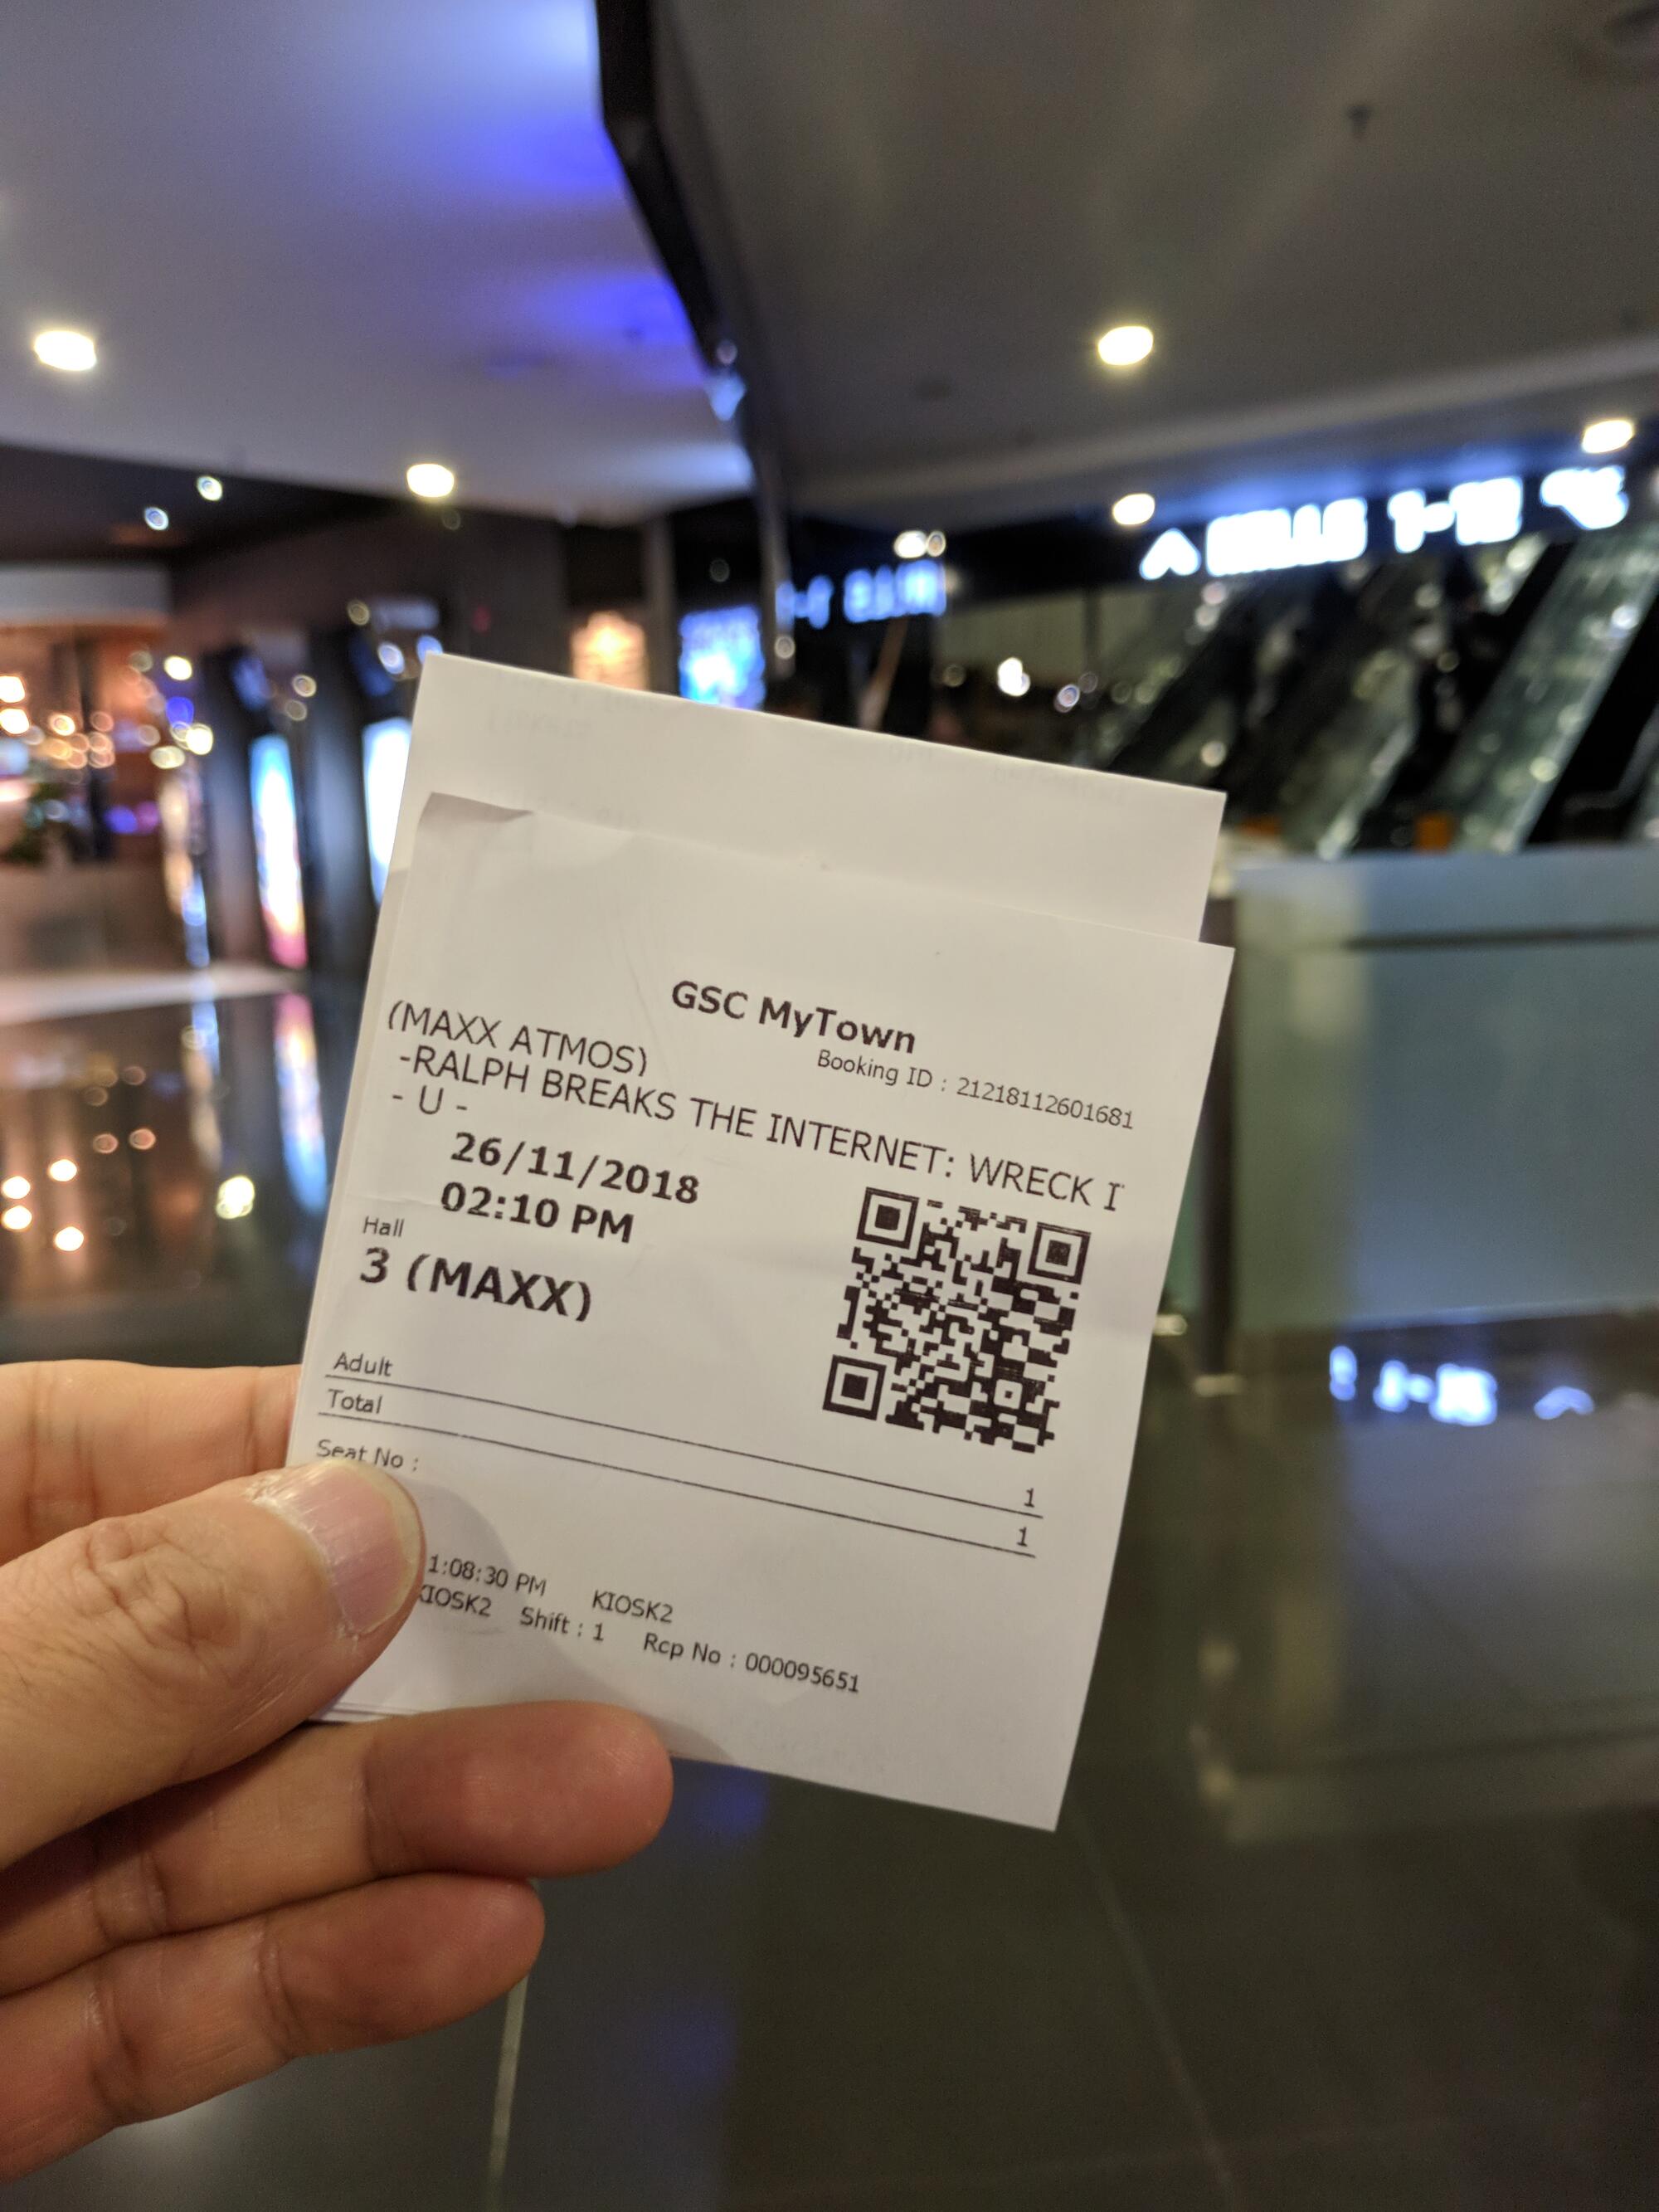 GSC MyTown
Booking ID : 21218112601681
(MAXX ATMOS)
-RALPH BREAKS THE INTERNET: WRECK I
- U -
26/11/2018
02:10 PM
Hall
3 (MAXX)
Adult 1
Total 1
Seat No :
1:08:30 PM KIOSK2
KIOSK2 Shift : 1 Rcp No : 000095651